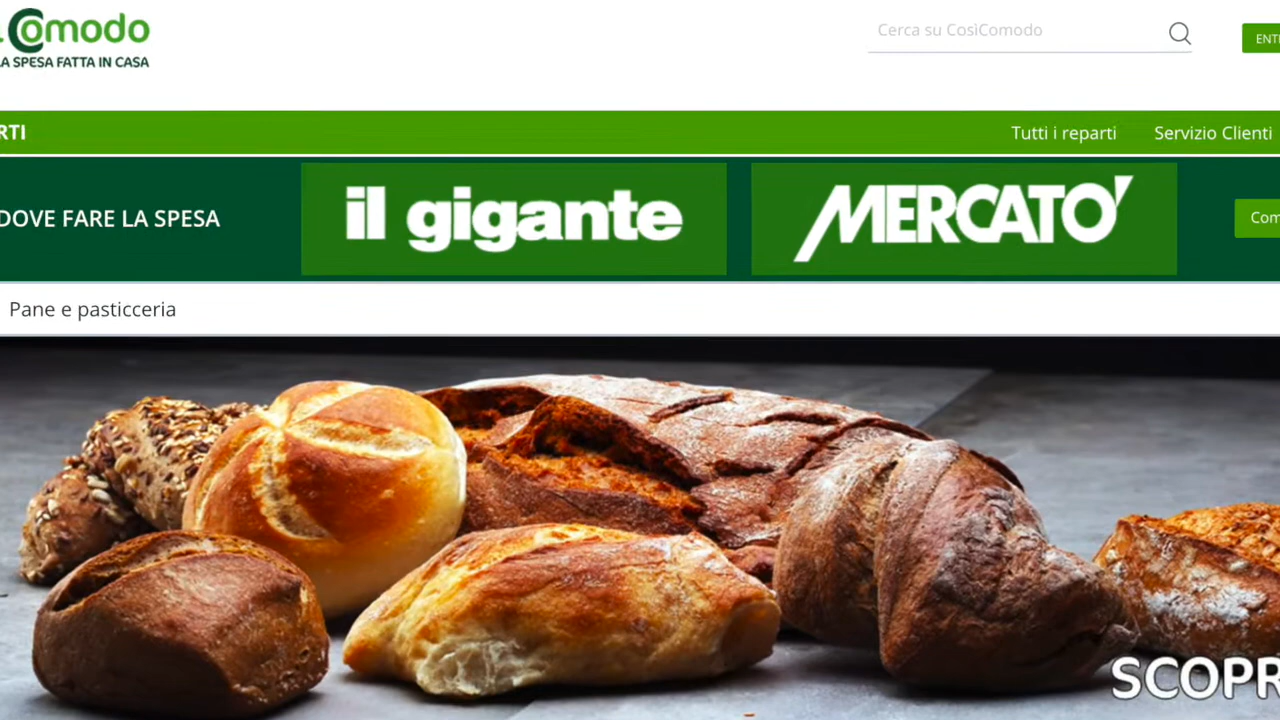 Comodo
LA SPESA FATTA IN CASA
Cerca su CosìComodo
ENT
RTI
Tutti i reparti
Servizio Clienti
DOVE FARE LA SPESA
il gigante
MERCATO'
Com
Pane e pasticceria
SCOPR